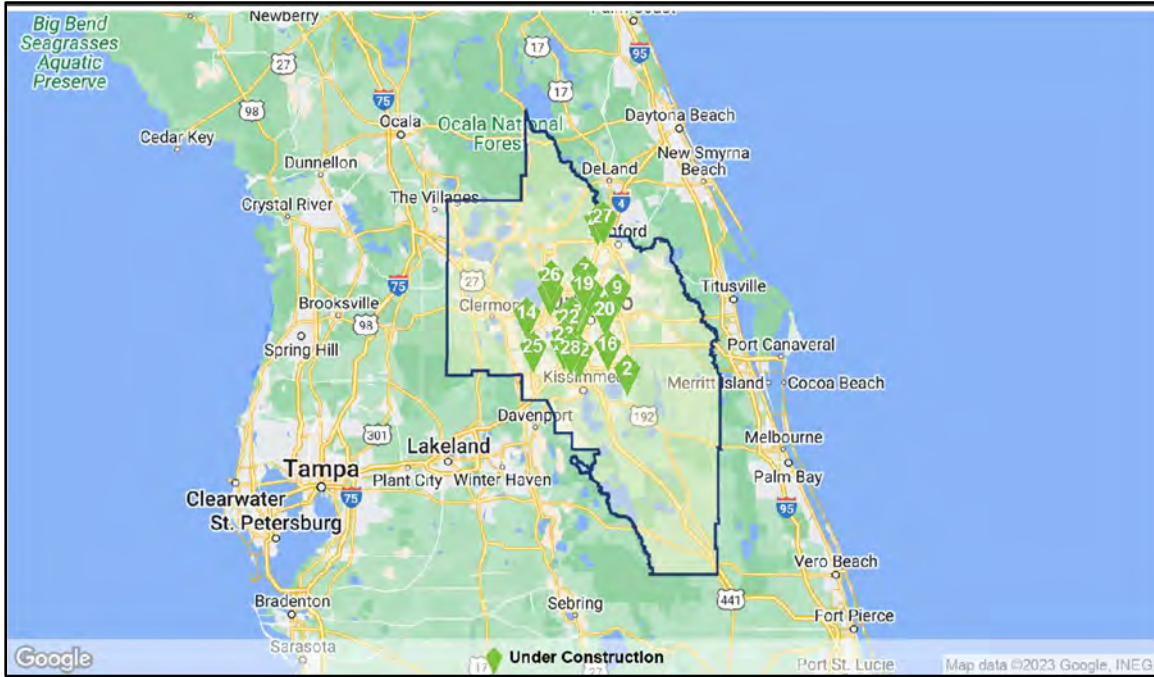 Big Bend
Seagrasses
Aquatic
Preserve
Newberry
27
98
Cedar Key
75
Ocala
Ocala National
Forest
17
17
95
Daytona Beach
New Smyrna
Beach
DeLand
4
Dunnellon
Crystal River
The Villages
27
27
Brooksville
98
75
Spring Hill
26
7
19
9
14
22
20
25
28
16
2
Kissimmee
192
Titusville
Port Canaveral
Merritt Island
Cocoa Beach
Davenport
301
Lakeland
Tampa
Plant City
Winter Haven
75
Clearwater
St. Petersburg
Melbourne
Palm Bay
95
Vero Beach
441
Bradenton
Sebring
Fort Pierce
Sarasota
17
27
Port St. Lucie
Google
Under Construction
Map data ©2023 Google, INEG